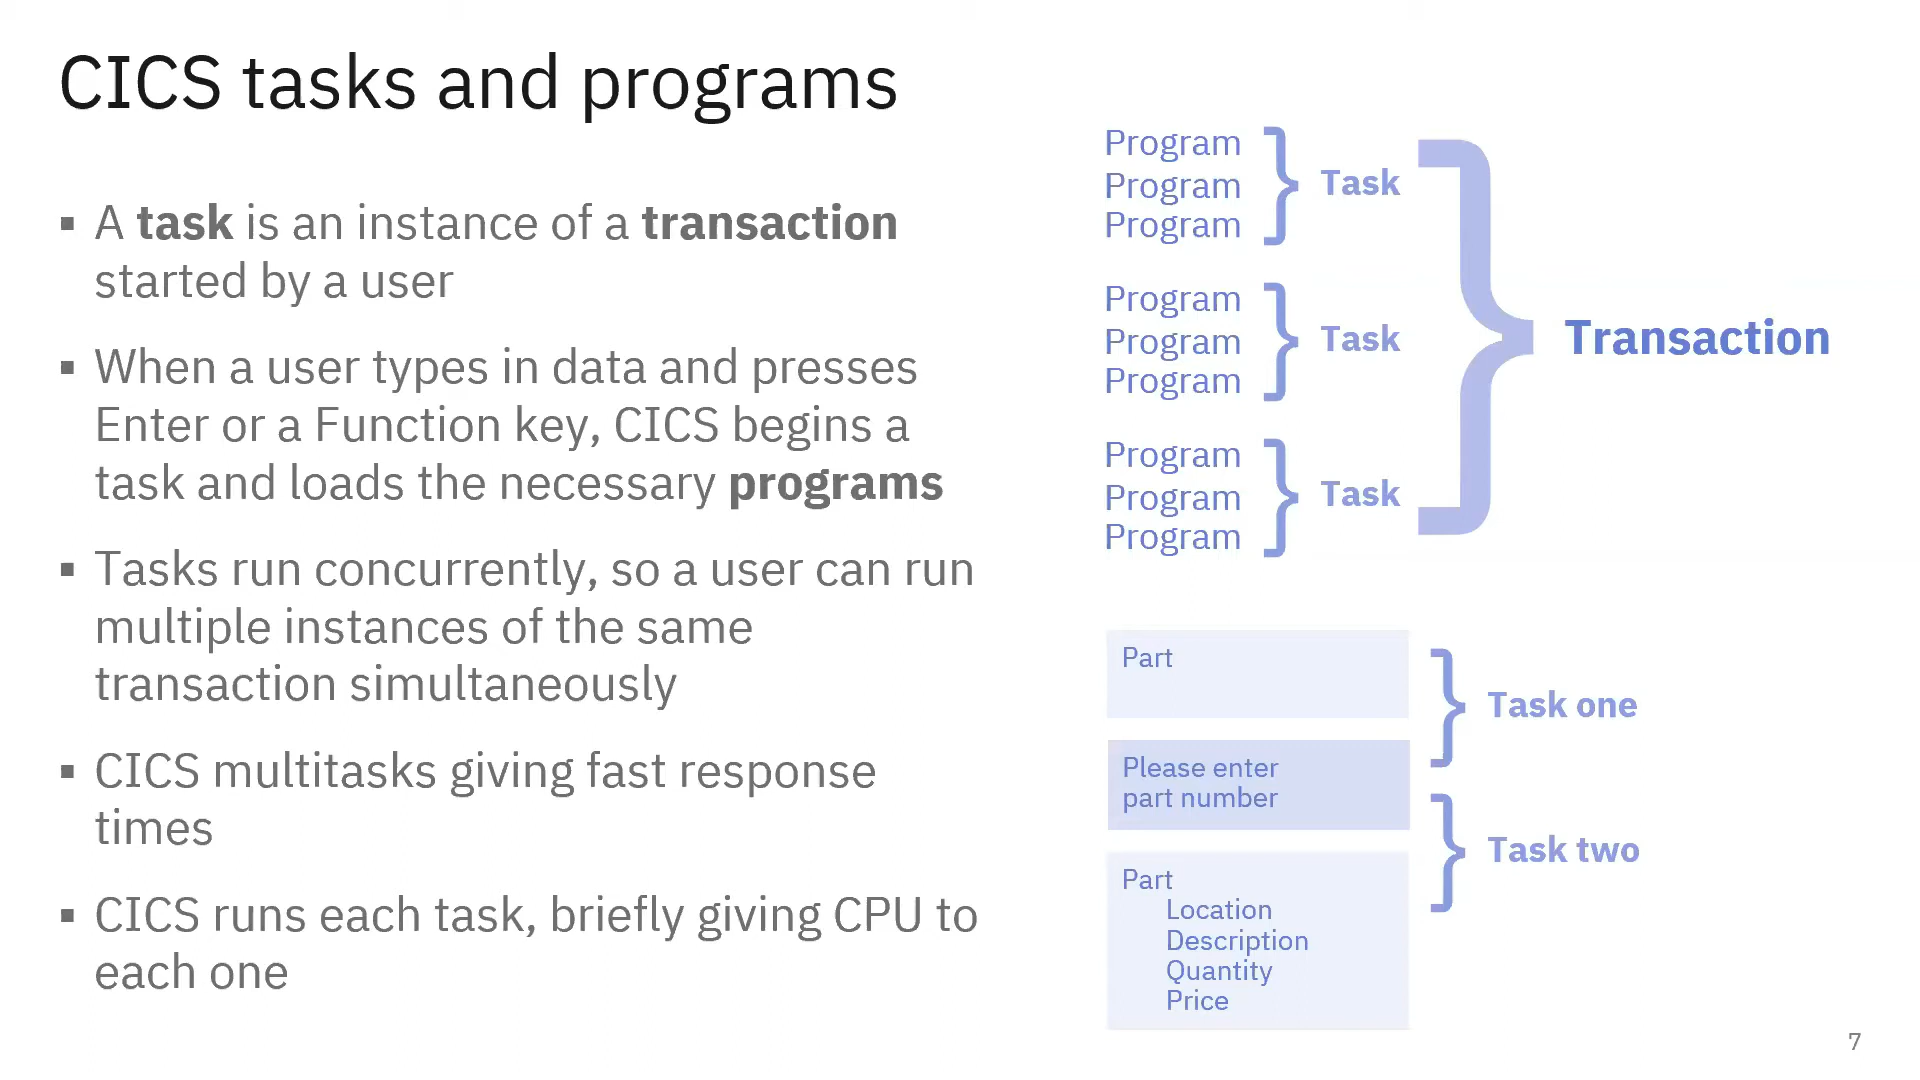 CICS tasks and programs
▪ A task is an instance of a transaction
started by a user
▪ When a user types in data and presses
Enter or a Function key, CICS begins a
task and loads the necessary programs
▪ Tasks run concurrently, so a user can run
multiple instances of the same
transaction simultaneously
▪ CICS multitasks giving fast response
times
▪ CICS runs each task, briefly giving CPU to
each one
Program
Program
Program
Task
Program
Program
Program
Task
Program
Program
Program
Task
Transaction
Part
Task one
Please enter
part number
Task two
Part
Location
Description
Quantity
Price
7